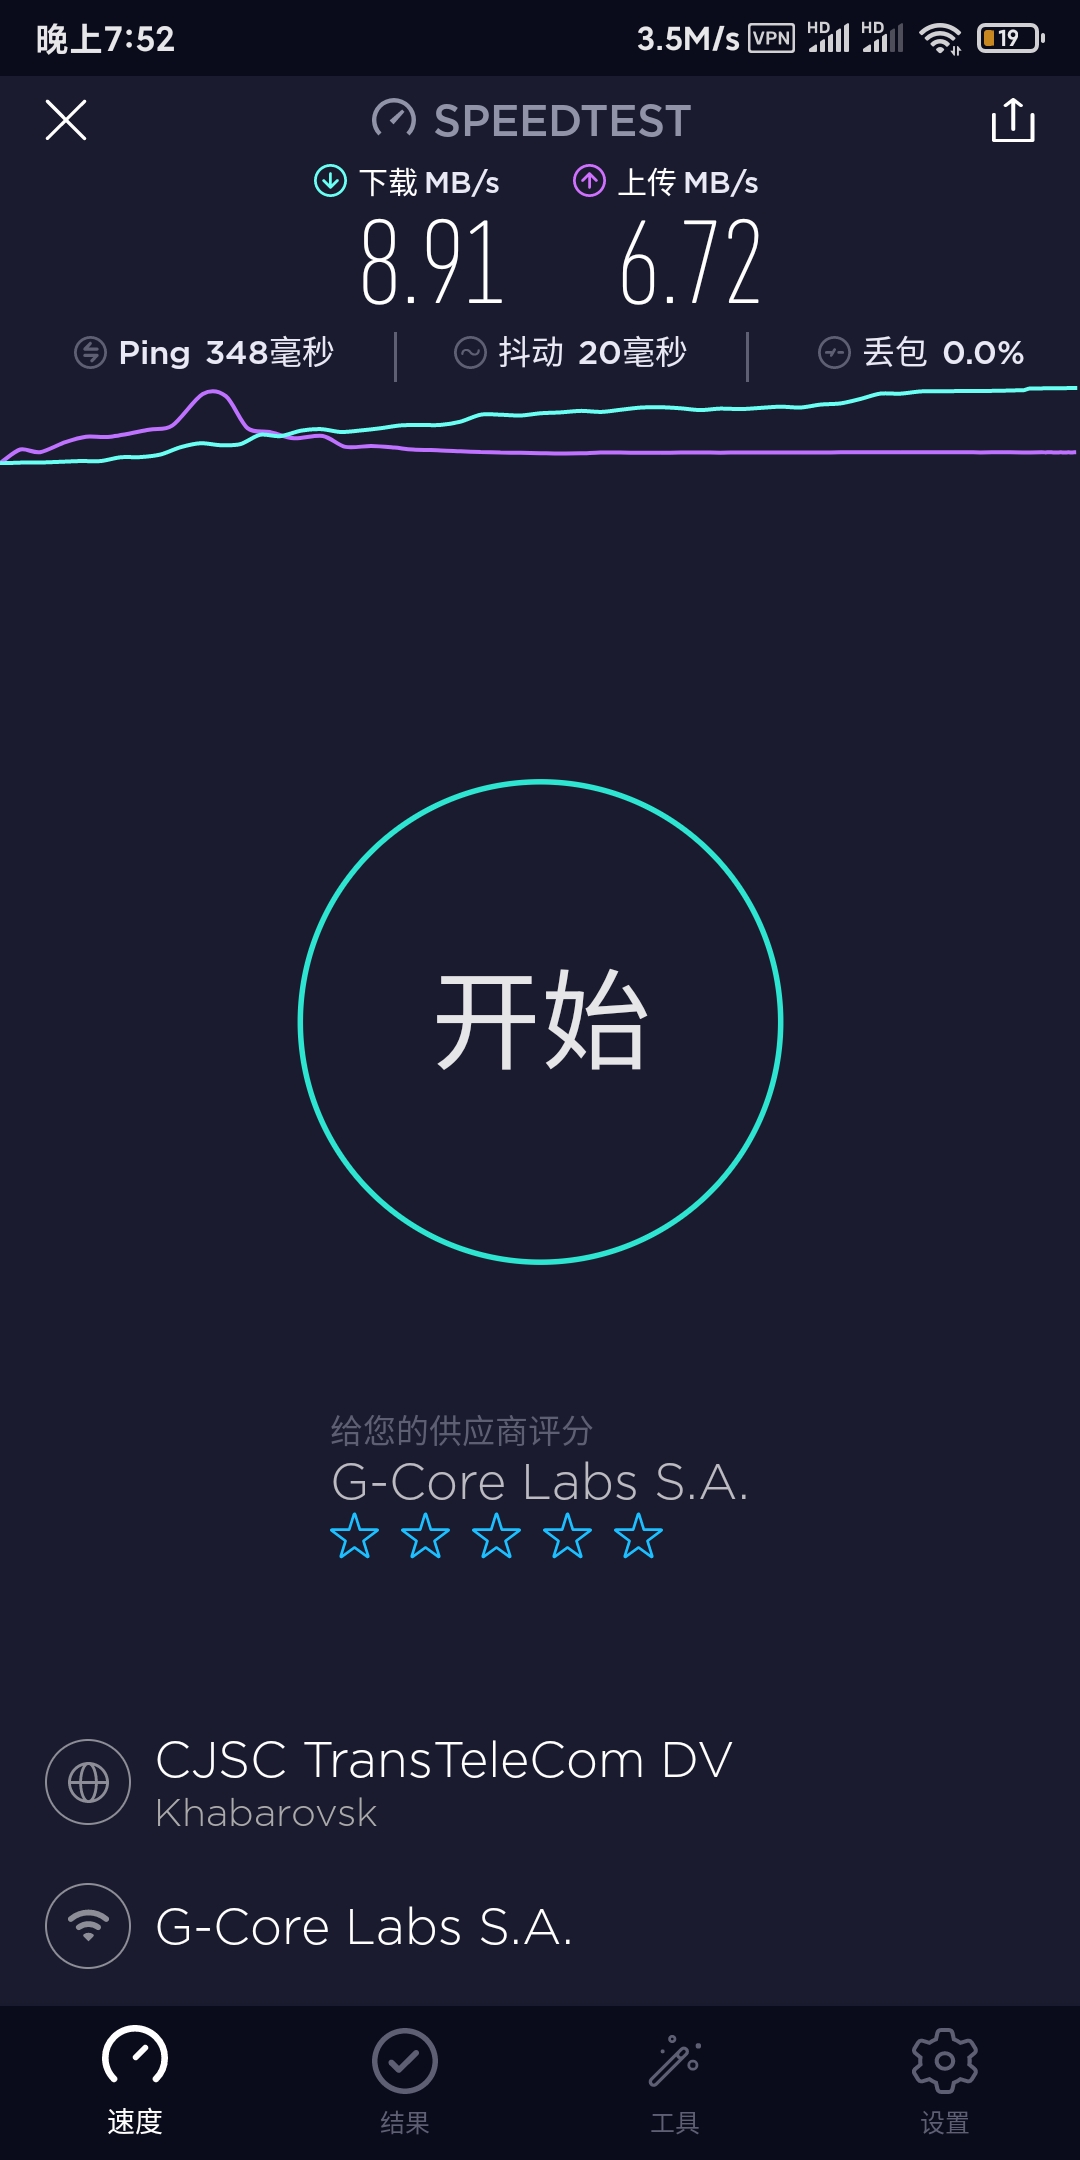 晚上7:52
3.5M/s VPN HD HD 19
SPEEDTEST
下载 MB/s 上传 MB/s
8.91 6.72
Ping 348毫秒 抖动 20毫秒 丢包 0.0%
开始
给您的供应商评分
G-Core Labs S.A.
CJSC TransTeleCom DV
Khabarovsk
G-Core Labs S.A.
速度 结果 工具 设置